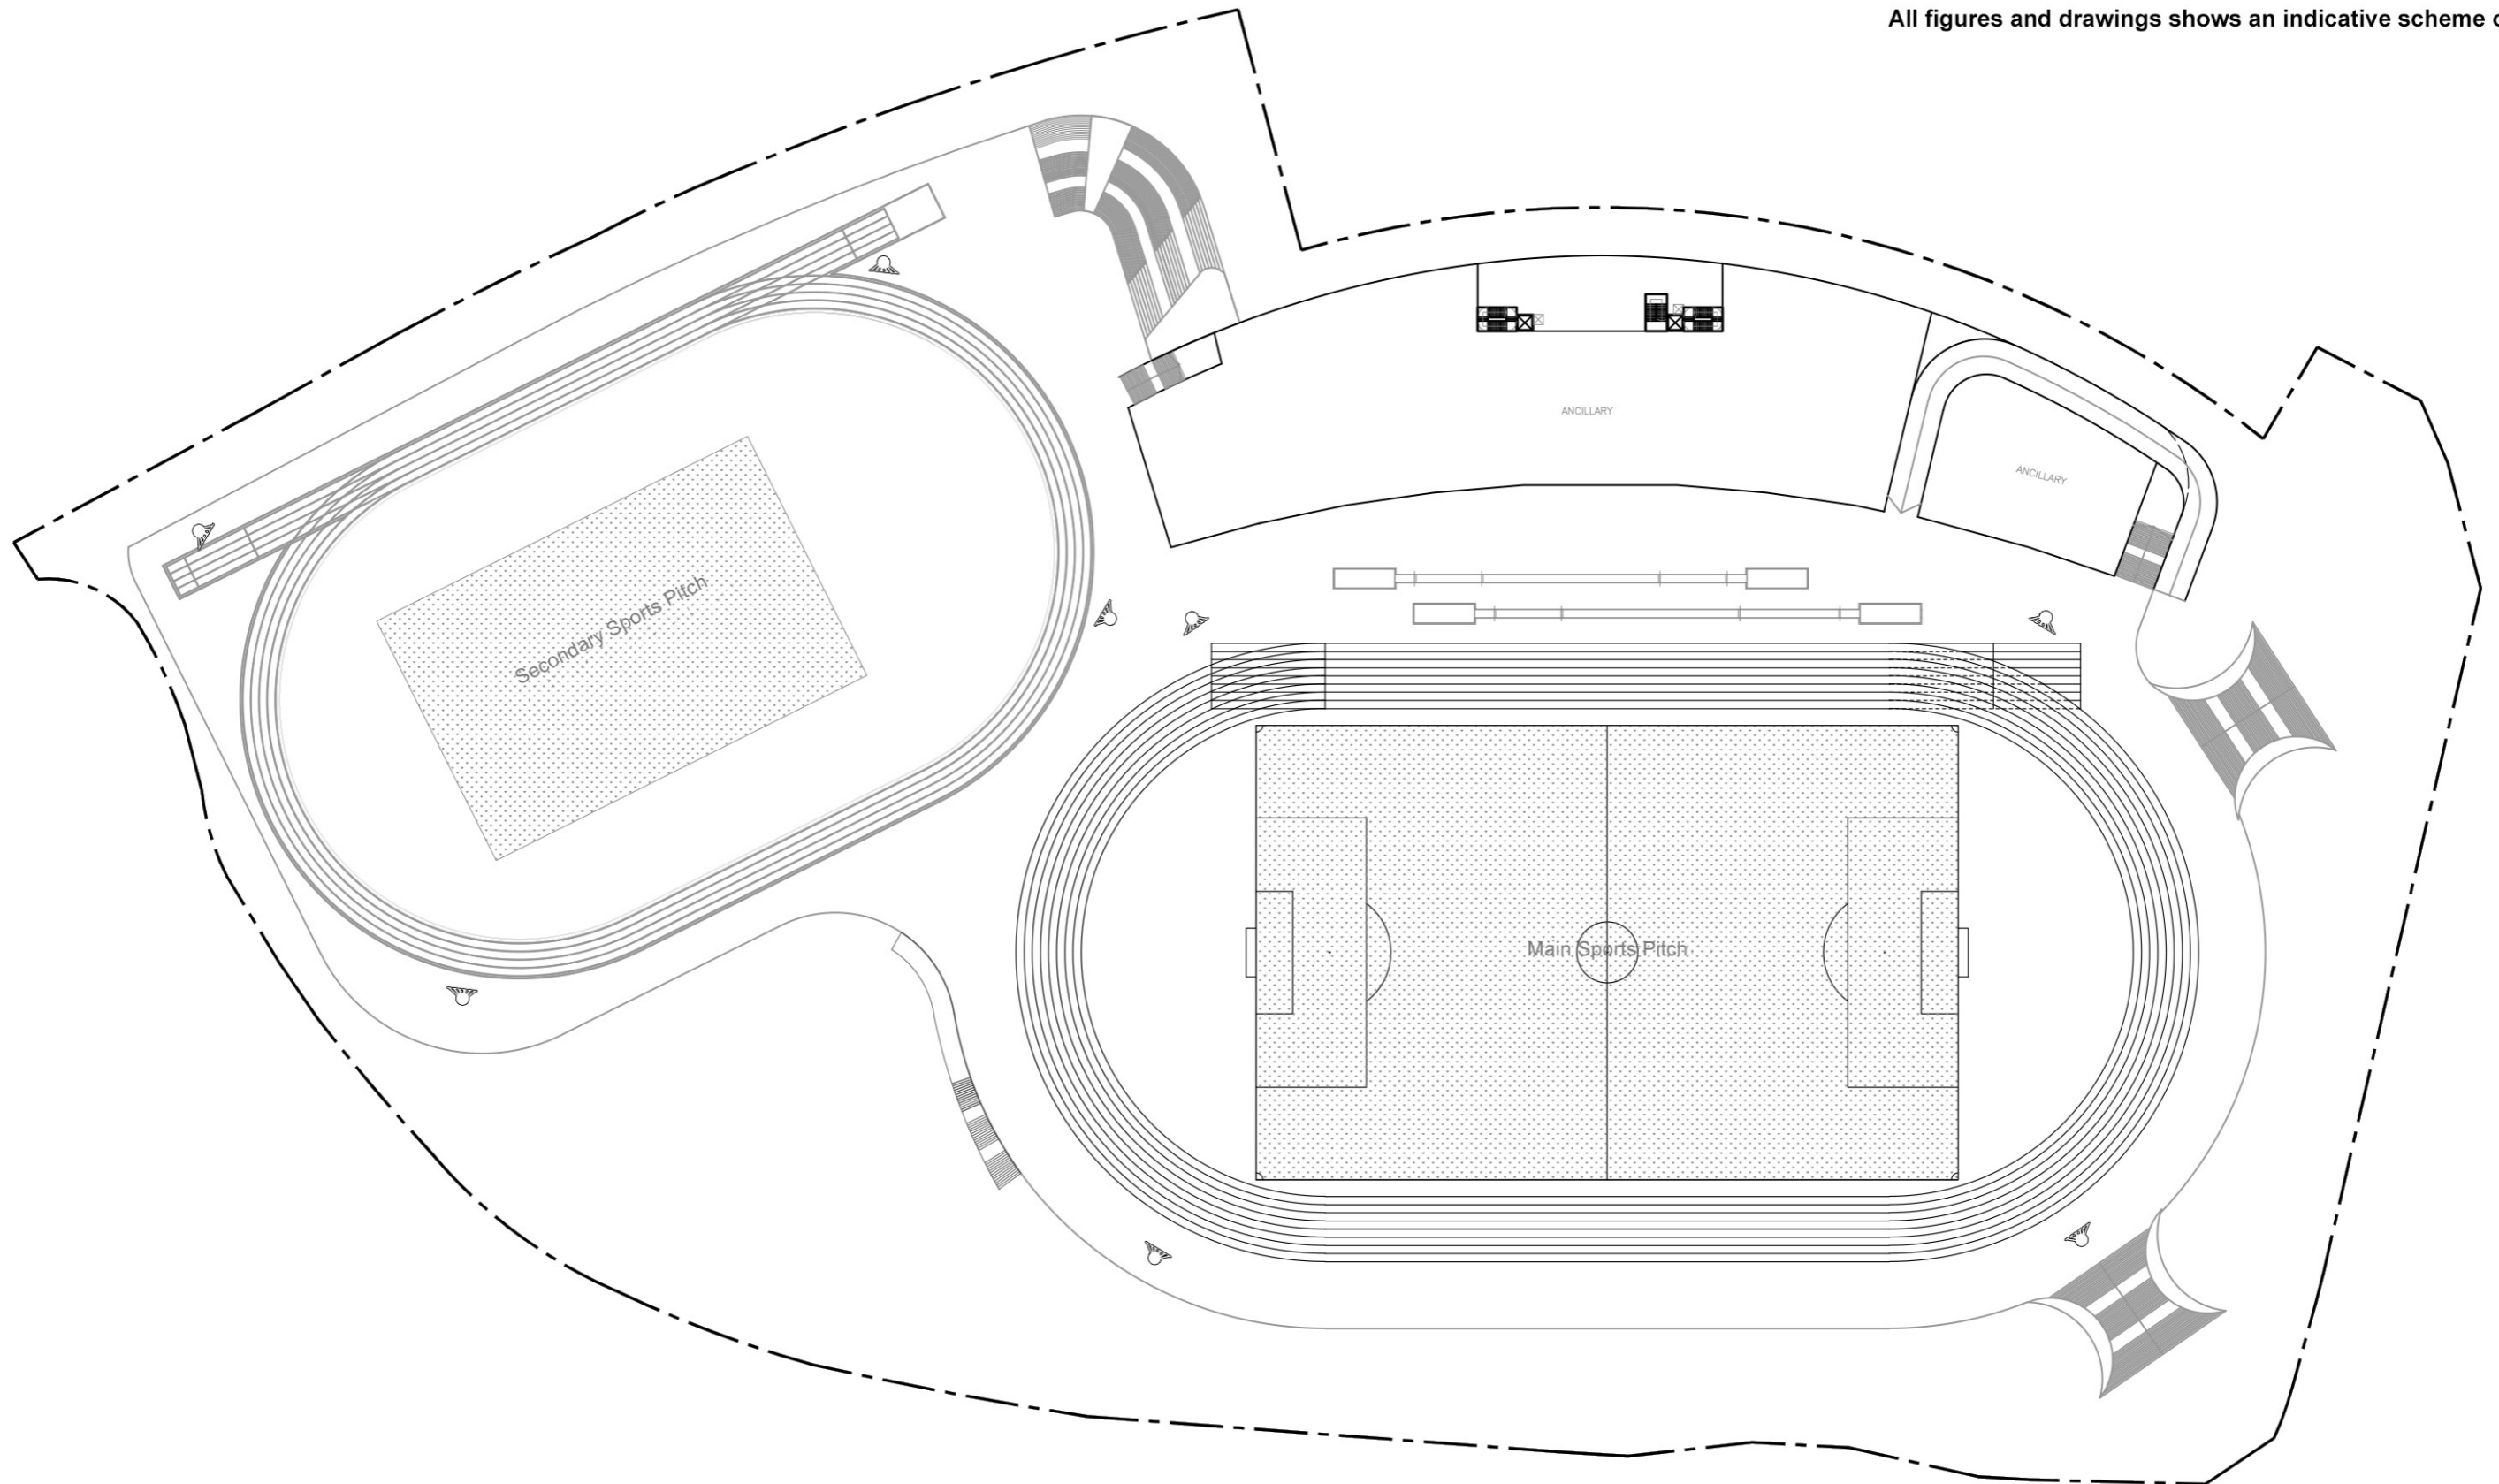 All figures and drawings shows an indicative scheme
ANCILLARY
ANCILLARY
Secondary Sports Pitch
Main Sports Pitch